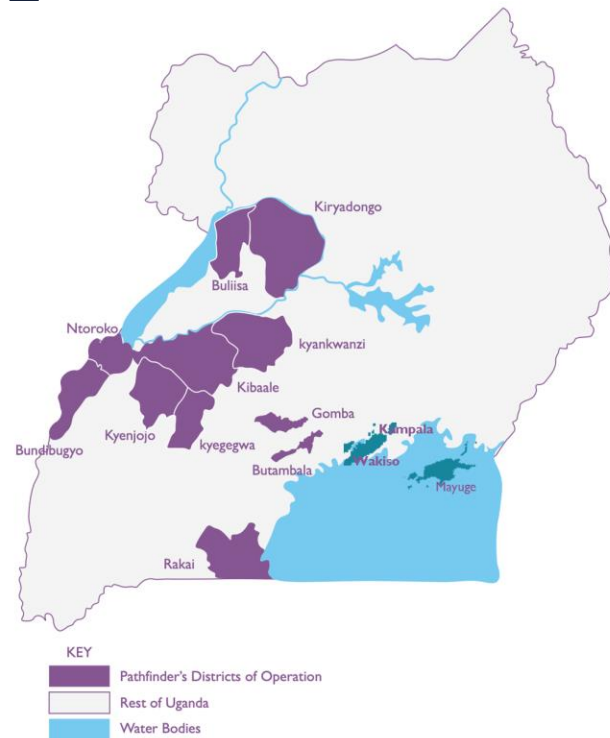 Kiryadongo
Buliisa
Ntoroko
kyankwanzi
Kibaale
Gomba
Kampala
Kyenjojo
kyegegwa
Bundibugyo
Butambala
Wakiso
Mayuge
Rakai
KEY
Pathfinder's Districts of Operation
Rest of Uganda
Water Bodies